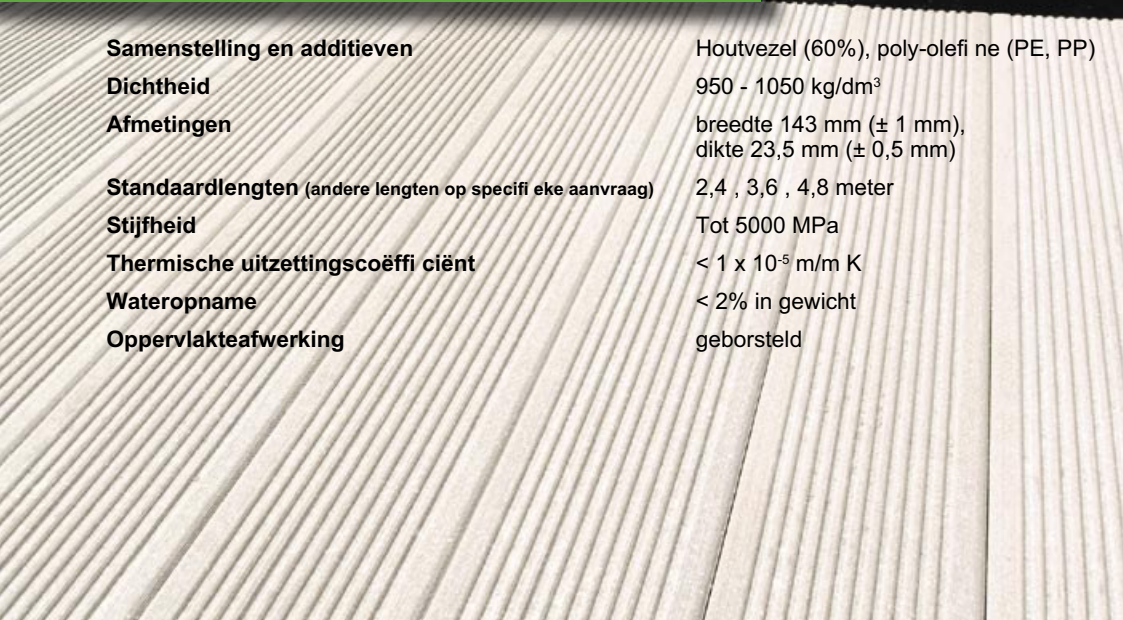 Samenstelling en additieven Houtvezel (60%), poly-olefi ne (PE, PP)
Dichtheid 950 - 1050 kg/dm³
Afmetingen breedte 143 mm (± 1 mm),
dikte 23,5 mm (± 0,5 mm)
Standaardlengten (andere lengten op specifi eke aanvraag) 2,4 , 3,6 , 4,8 meter
Stijfheid Tot 5000 MPa
Thermische uitzettingscoëffi ciënt < 1 x 10⁻⁵ m/m K
Wateropname < 2% in gewicht
Oppervlakteafwerking geborsteld